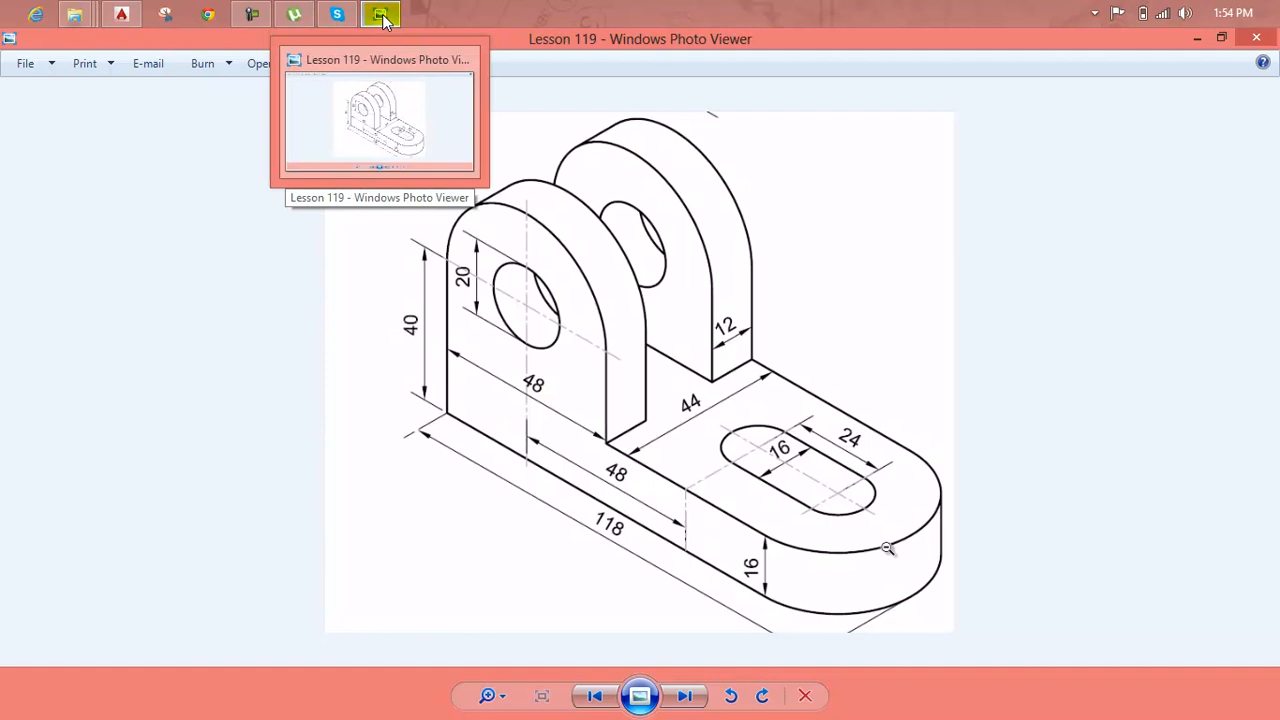 1:54 PM
Lesson 119 - Windows Photo Viewer
File Print E-mail Burn Ope
Lesson 119 - Windows Photo Vi...
Lesson 119 - Windows Photo Viewer
20
40
12
48
44
24
16
48
118
16